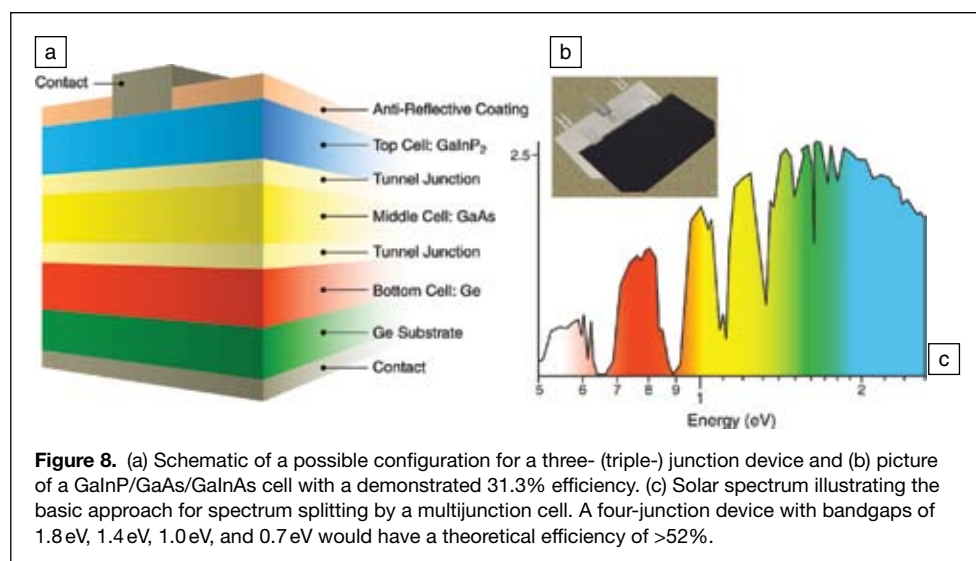 a
Contact
Anti-Reflective Coating
Top Cell: GaInP₂
Tunnel Junction
Middle Cell: GaAs
Tunnel Junction
Bottom Cell: Ge
Ge Substrate
Contact
b
2.5
c
5 6 7 8 9 1 2
Energy (eV)
Figure 8. (a) Schematic of a possible configuration for a three- (triple-) junction device and (b) picture
of a GaInP/GaAs/GaInAs cell with a demonstrated 31.3% efficiency. (c) Solar spectrum illustrating the
basic approach for spectrum splitting by a multijunction cell. A four-junction device with bandgaps of
1.8 eV, 1.4 eV, 1.0 eV, and 0.7 eV would have a theoretical efficiency of >52%.